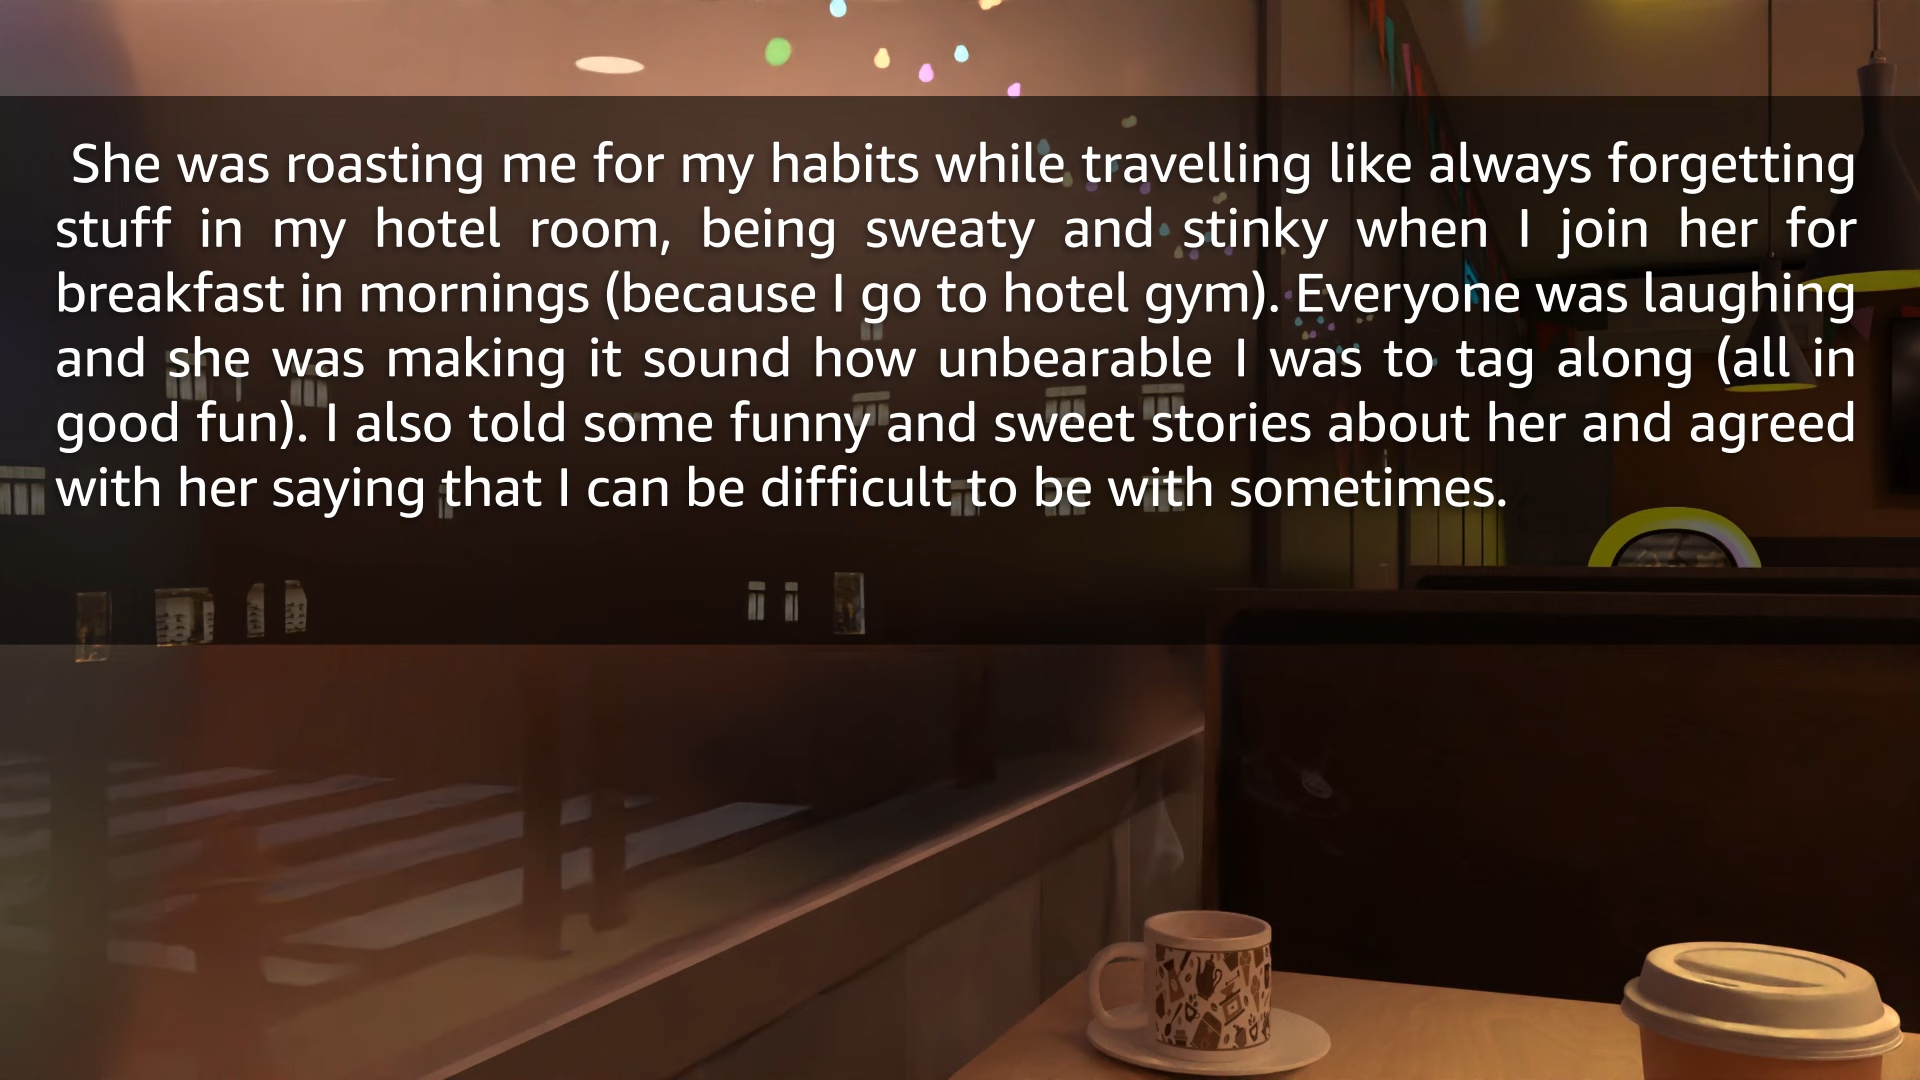 She was roasting me for my habits while travelling like always forgetting
stuff in my hotel room, being sweaty and stinky when I join her for
breakfast in mornings (because I go to hotel gym). Everyone was laughing
and she was making it sound how unbearable I was to tag along (all in
good fun). I also told some funny and sweet stories about her and agreed
with her saying that I can be difficult to be with sometimes.